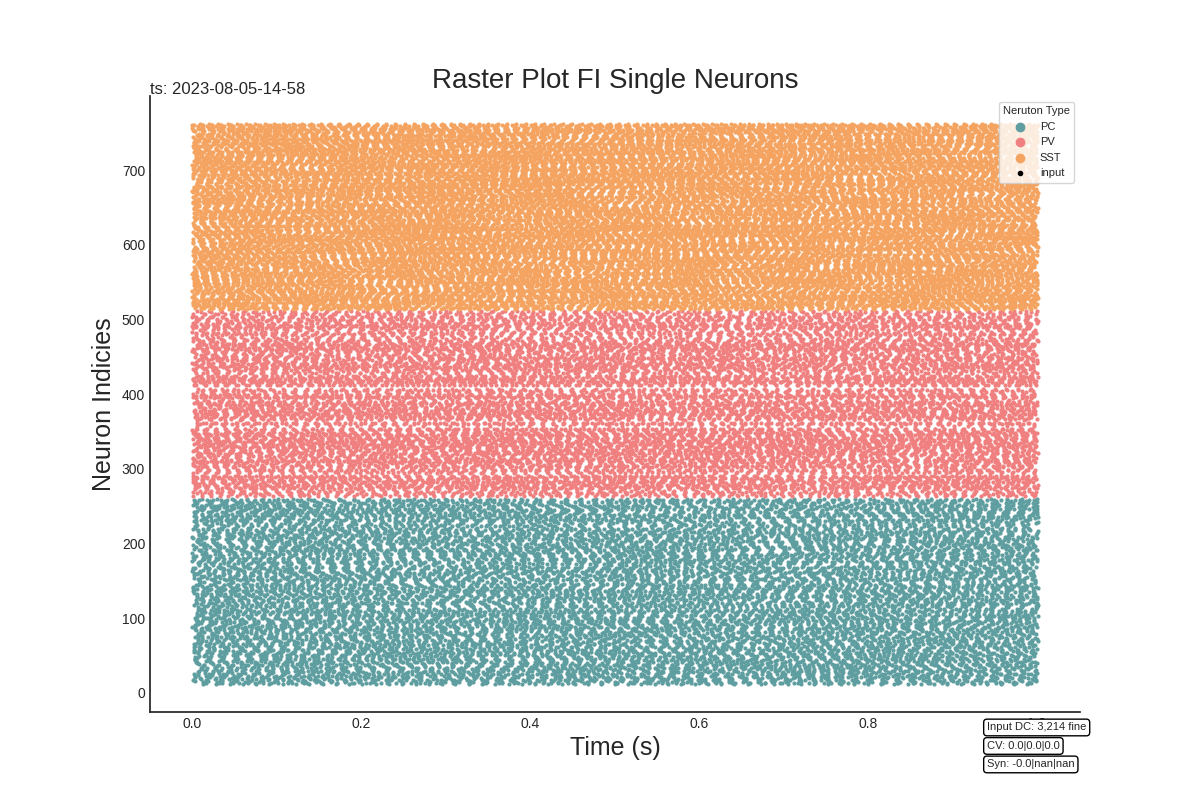 Raster Plot FI Single Neurons
ts: 2023-08-05-14-58
Neruton Type
PC
PV
SST
input
Neuron Indicies
700
600
500
400
300
200
100
0
0.0 0.2 0.4 0.6 0.8
Time (s)
Input DC: 3,214 fine
CV: 0.0|0.0|0.0
Syn: -0.0|nan|nan